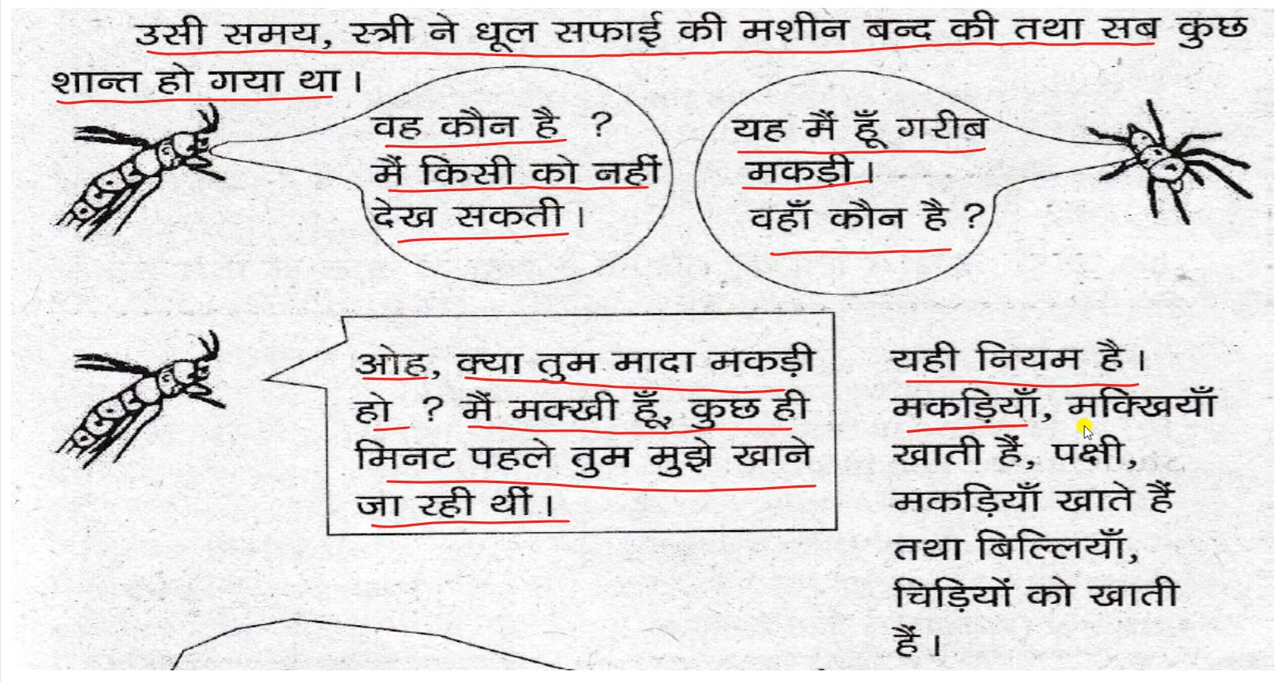 उसी समय, स्त्री ने धूल सफाई की मशीन बन्द की तथा सब कुछ
शान्त हो गया था।
वह कौन है ?
मैं किसी को नहीं
देख सकती।
यह मैं हूँ गरीब
मकड़ी।
वहाँ कौन है ?
ओह, क्या तुम मादा मकड़ी
हो ? मैं मक्खी हूँ, कुछ ही
मिनट पहले तुम मुझे खाने
जा रही थीं।
यही नियम है।
मकड़ियाँ, मक्खियाँ
खाती हैं, पक्षी,
मकड़ियाँ खाते हैं
तथा बिल्लियाँ,
चिड़ियों को खाती
हैं।